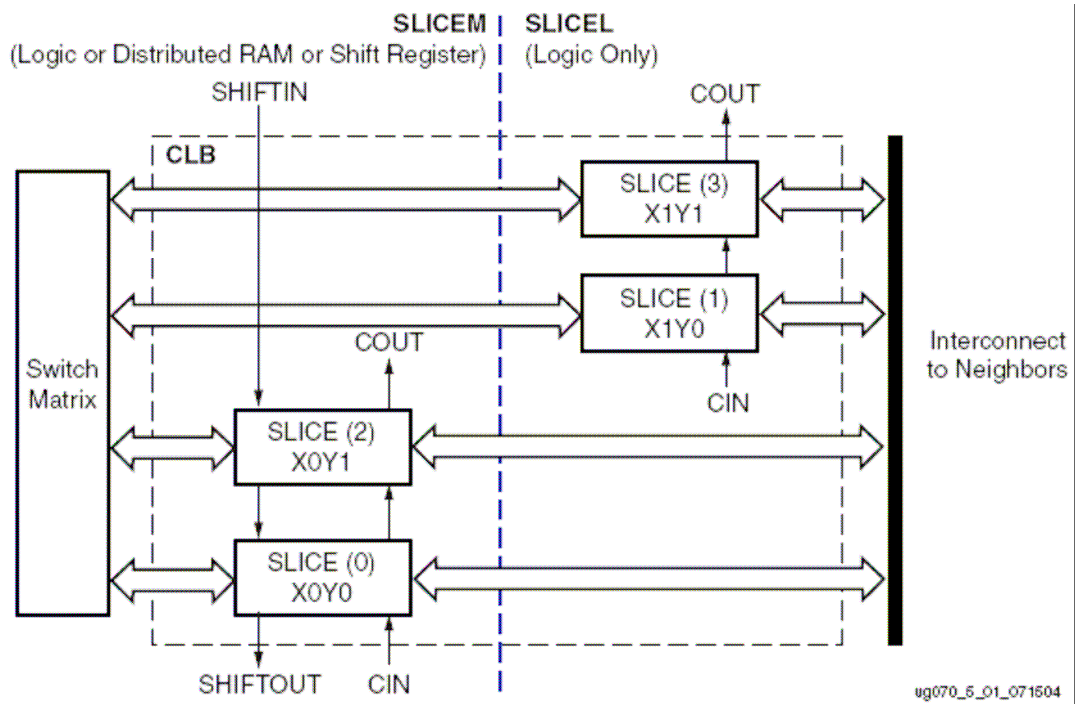 SLICEM
(Logic or Distributed RAM or Shift Register)
SLICEL
(Logic Only)
SHIFTIN
COUT
CLB
SLICE (3)
X1Y1
SLICE (1)
X1Y0
COUT
CIN
Switch
Matrix
Interconnect
to Neighbors
SLICE (2)
X0Y1
SLICE (0)
X0Y0
SHIFTOUT
CIN
ug070_5_01_071504